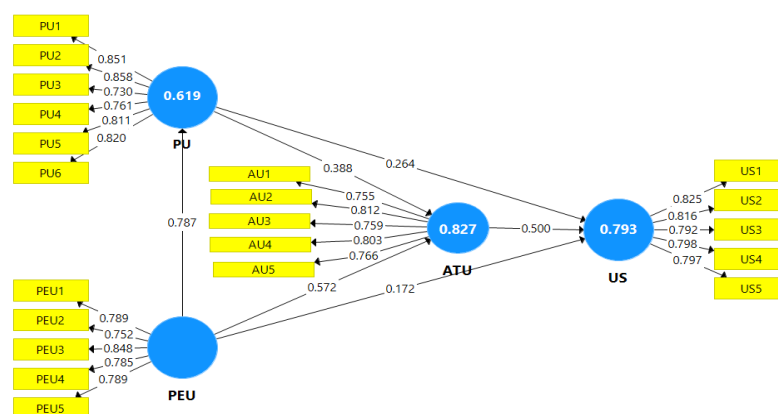 PU1
PU2
PU3
PU4
PU5
PU6
0.851
0.858
0.730
0.761
0.811
0.820
0.619
PU
0.787
0.388
0.264
AU1
AU2
AU3
AU4
AU5
0.755
0.812
0.759
0.803
0.766
0.827
ATU
0.500
0.572
0.172
0.793
US
0.825
0.816
0.792
0.798
0.797
US1
US2
US3
US4
US5
PEU1
PEU2
PEU3
PEU4
PEU5
0.789
0.752
0.848
0.785
0.789
PEU